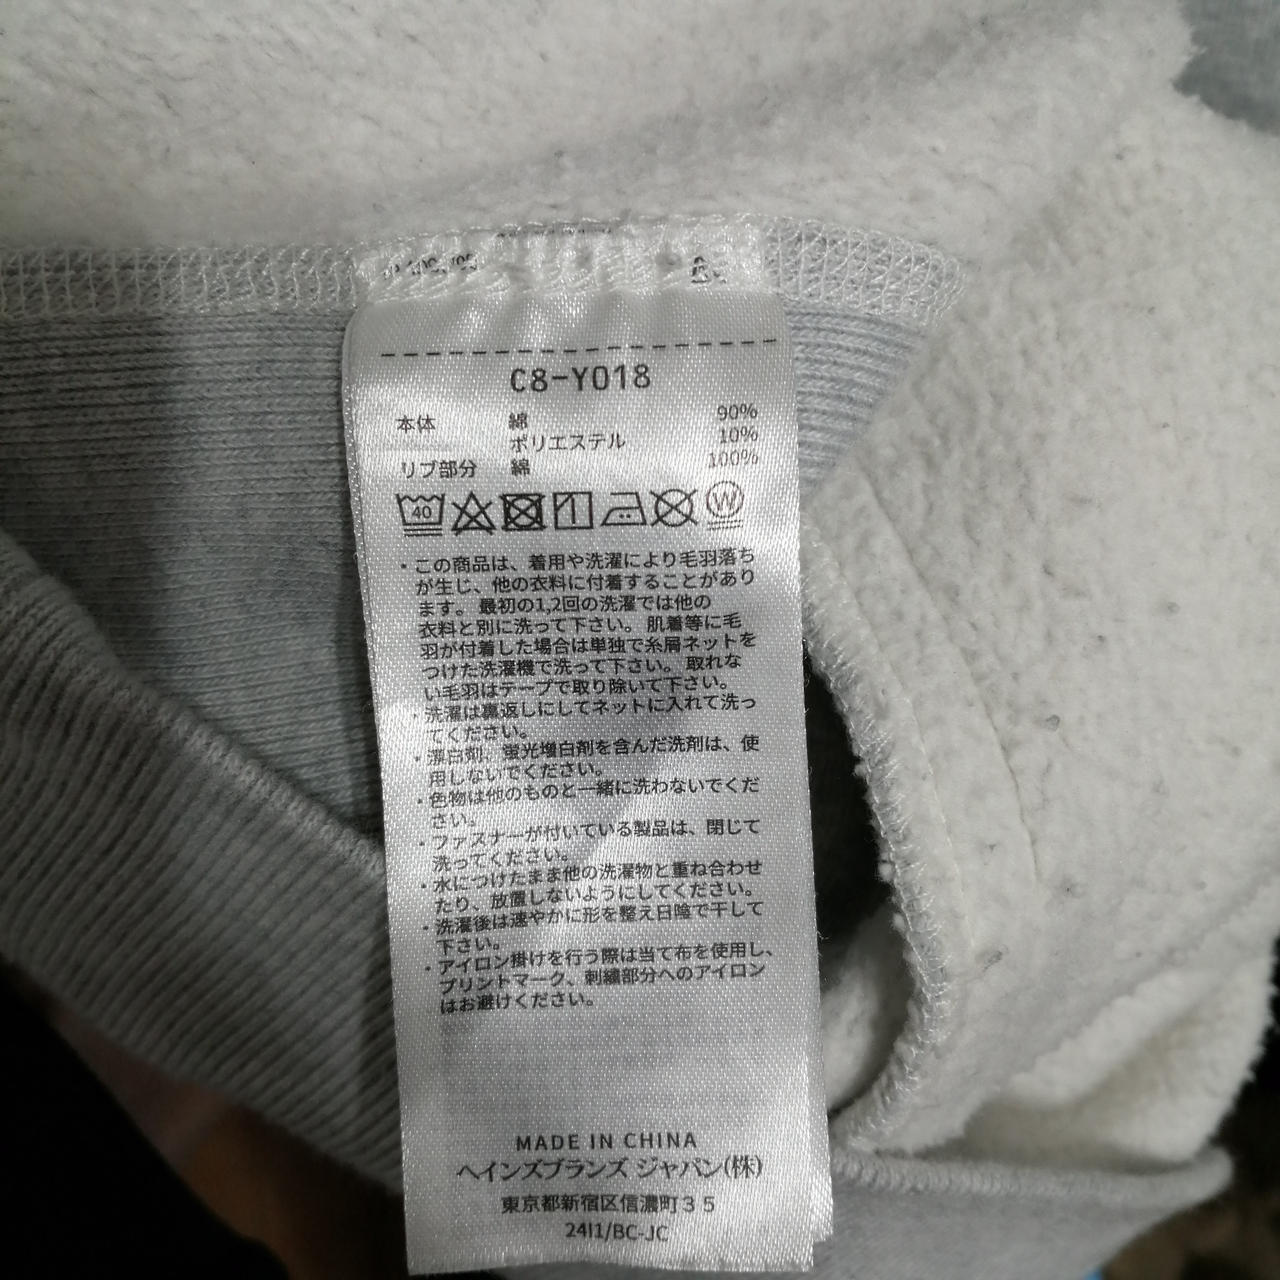 C8-Y018
本体 綿 90%
ポリエステル 10%
リブ部分 綿 100%
40 W
・この商品は、着用や洗濯により毛羽落ち
が生じ、他の衣料に付着することがあり
ます。最初の1,2回の洗濯では他の
衣料と別に洗って下さい。肌着等に毛
羽が付着した場合は単独で糸屑ネットを
つけた洗濯機で洗って下さい。取れな
い毛羽はテープで取り除いて下さい。
・洗濯は裏返しにしてネットに入れて洗っ
てください。
・漂白剤、蛍光増白剤を含んだ洗剤は、使
用しないでください。
・色物は他のものと一緒に洗わないでくだ
さい。
・ファスナーが付いている製品は、閉じて
洗ってください。
・水につけたまま他の洗濯物と重ね合わせ
たり、放置しないようにしてください。
・洗濯後は速やかに形を整え日陰で干して
下さい。
・アイロン掛けを行う際は当て布を使用し、
プリントマーク、刺繍部分へのアイロン
はお避けください。
MADE IN CHINA
ヘインズブランズ ジャパン(株)
東京都新宿区信濃町35
24I1/BC-JC